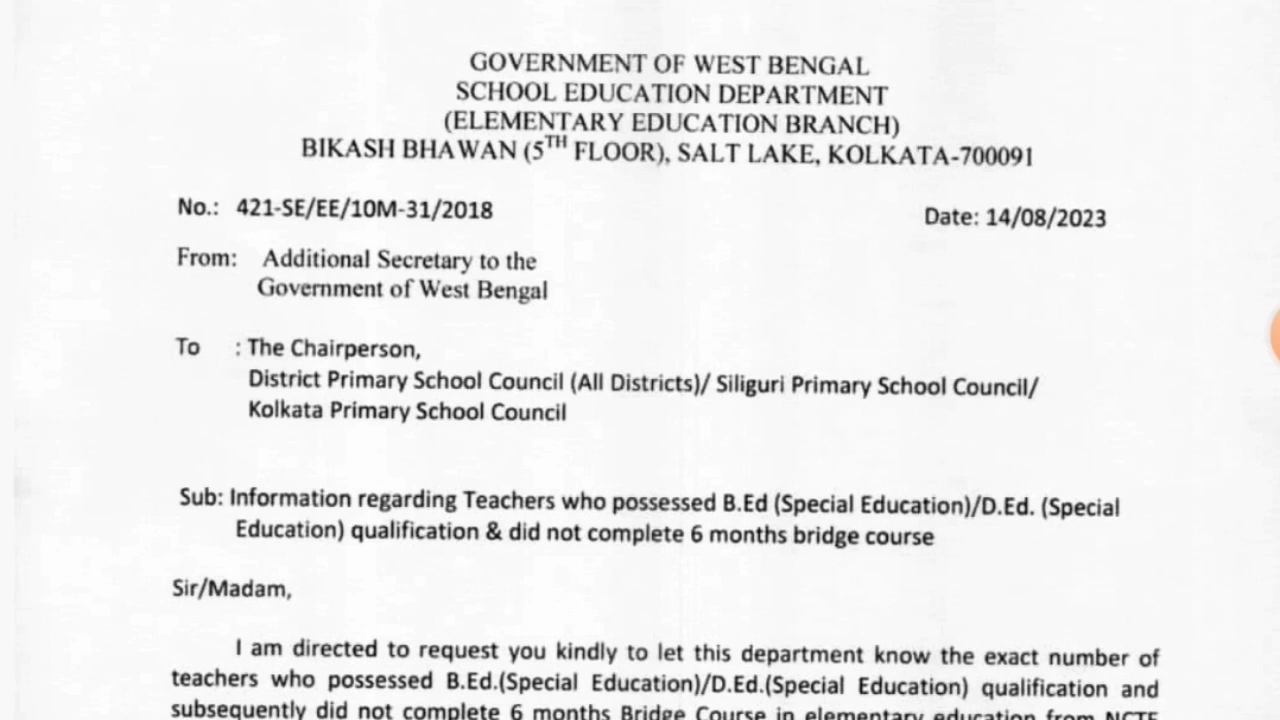 GOVERNMENT OF WEST BENGAL
SCHOOL EDUCATION DEPARTMENT
(ELEMENTARY EDUCATION BRANCH)
BIKASH BHAWAN (5TH FLOOR), SALT LAKE, KOLKATA-700091
No.: 421-SE/EE/10M-31/2018
Date: 14/08/2023
From: Additional Secretary to the
Government of West Bengal
To : The Chairperson,
District Primary School Council (All Districts)/ Siliguri Primary School Council/
Kolkata Primary School Council
Sub: Information regarding Teachers who possessed B.Ed (Special Education)/D.Ed. (Special
Education) qualification & did not complete 6 months bridge course
Sir/Madam,
I am directed to request you kindly to let this department know the exact number of
teachers who possessed B.Ed.(Special Education)/D.Ed.(Special Education) qualification and
subsequently did not complete 6 months Bridge Course in elementary education from NCTE